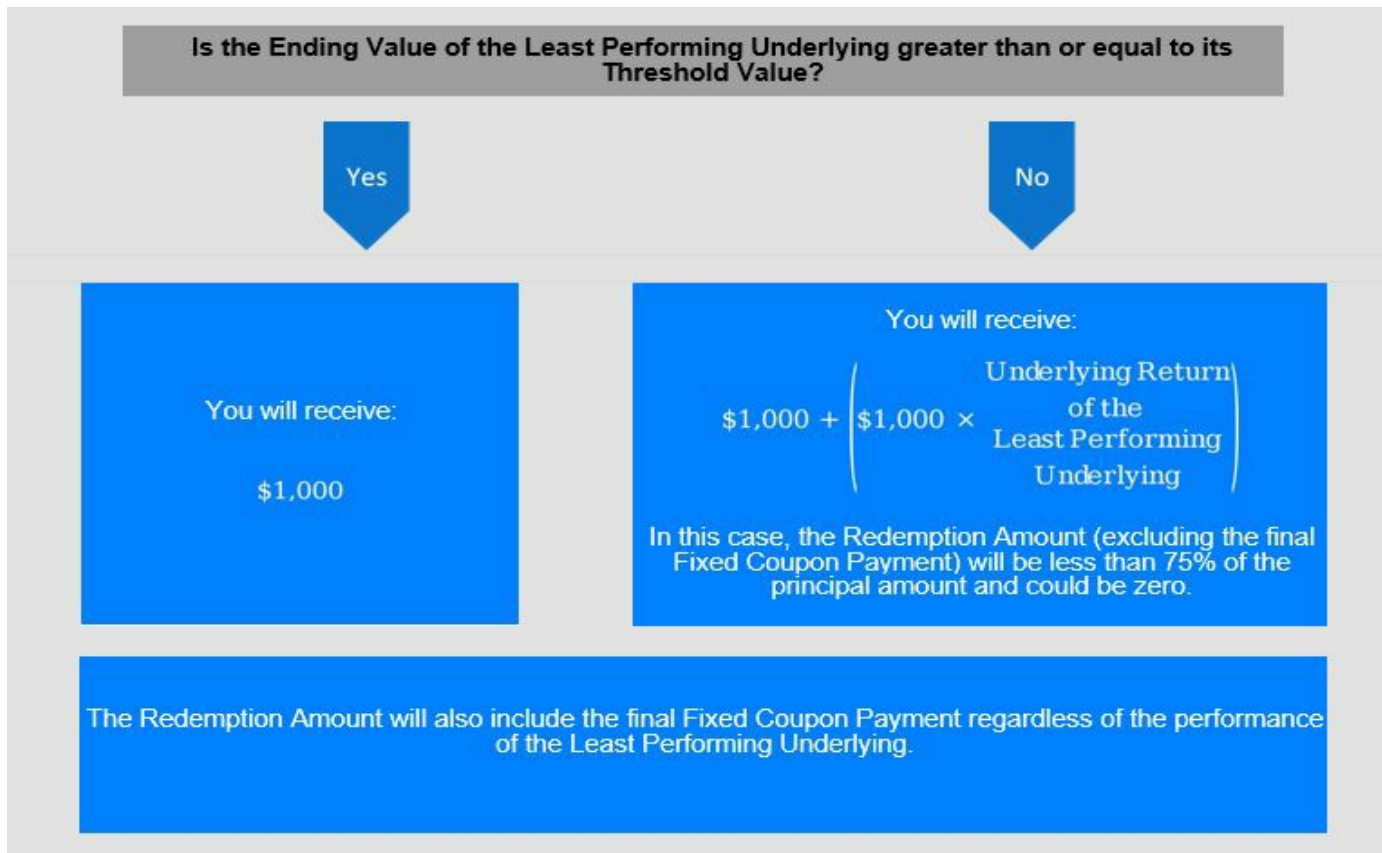 Is the Ending Value of the Least Performing Underlying greater than or equal to its
Threshold Value?
Yes
No
You will receive:
$1,000
You will receive:
$1,000 + ($1,000 × Underlying Return
of the
Least Performing
Underlying)
In this case, the Redemption Amount (excluding the final
Fixed Coupon Payment) will be less than 75% of the
principal amount and could be zero.
The Redemption Amount will also include the final Fixed Coupon Payment regardless of the performance
of the Least Performing Underlying.